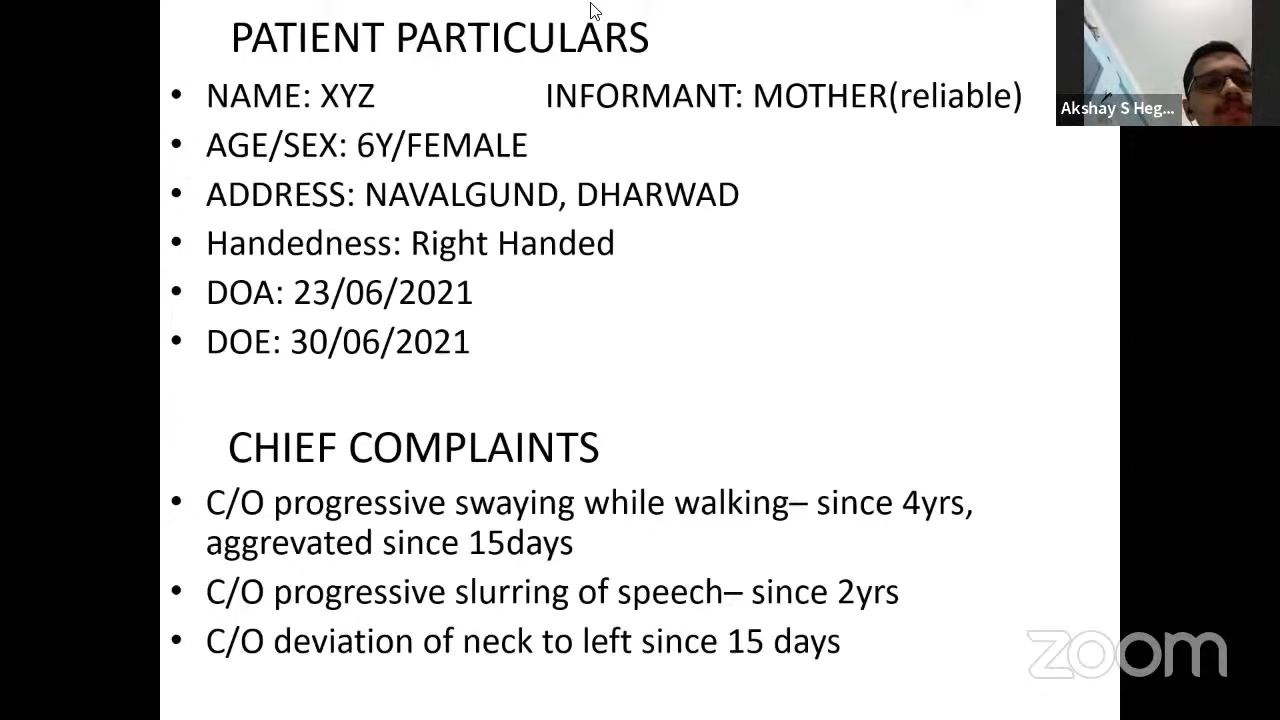 PATIENT PARTICULARS
• NAME: XYZ INFORMANT: MOTHER(reliable)
• AGE/SEX: 6Y/FEMALE
• ADDRESS: NAVALGUND, DHARWAD
• Handedness: Right Handed
• DOA: 23/06/2021
• DOE: 30/06/2021
CHIEF COMPLAINTS
• C/O progressive swaying while walking– since 4yrs,
aggrevated since 15days
• C/O progressive slurring of speech– since 2yrs
• C/O deviation of neck to left since 15 days
Akshay S Heg...
zoom